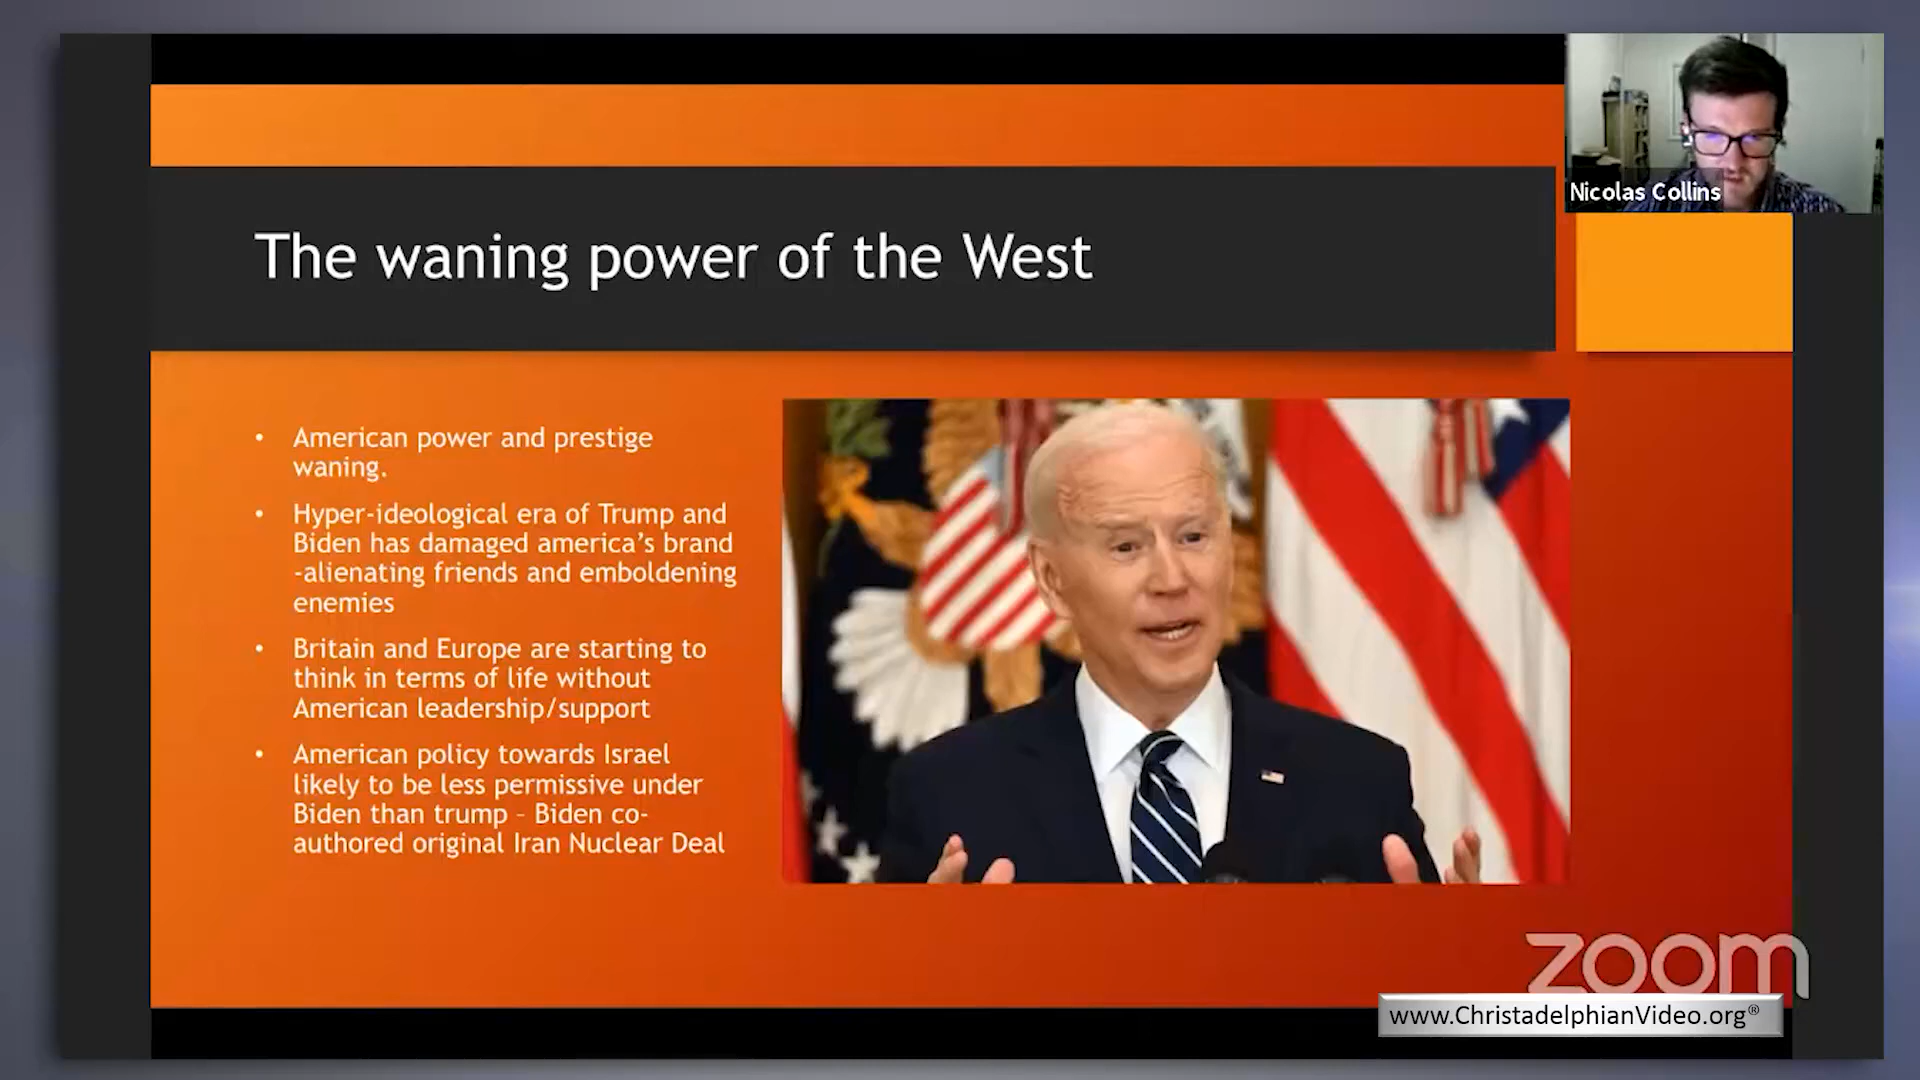 Nicolas Collins
The waning power of the West
• American power and prestige
waning.
• Hyper-ideological era of Trump and
Biden has damaged america’s brand
-alienating friends and emboldening
enemies
• Britain and Europe are starting to
think in terms of life without
American leadership/support
• American policy towards Israel
likely to be less permissive under
Biden than trump – Biden co-
authored original Iran Nuclear Deal
zoom
www.ChristadelphianVideo.org®